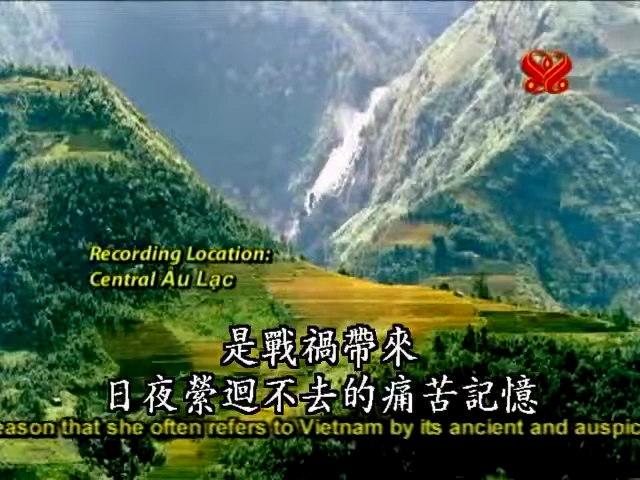 Recording Location:
Central Âu Lạc
是戰禍帶來
日夜縈迴不去的痛苦記憶
eason that she often refers to Vietnam by its ancient and auspic